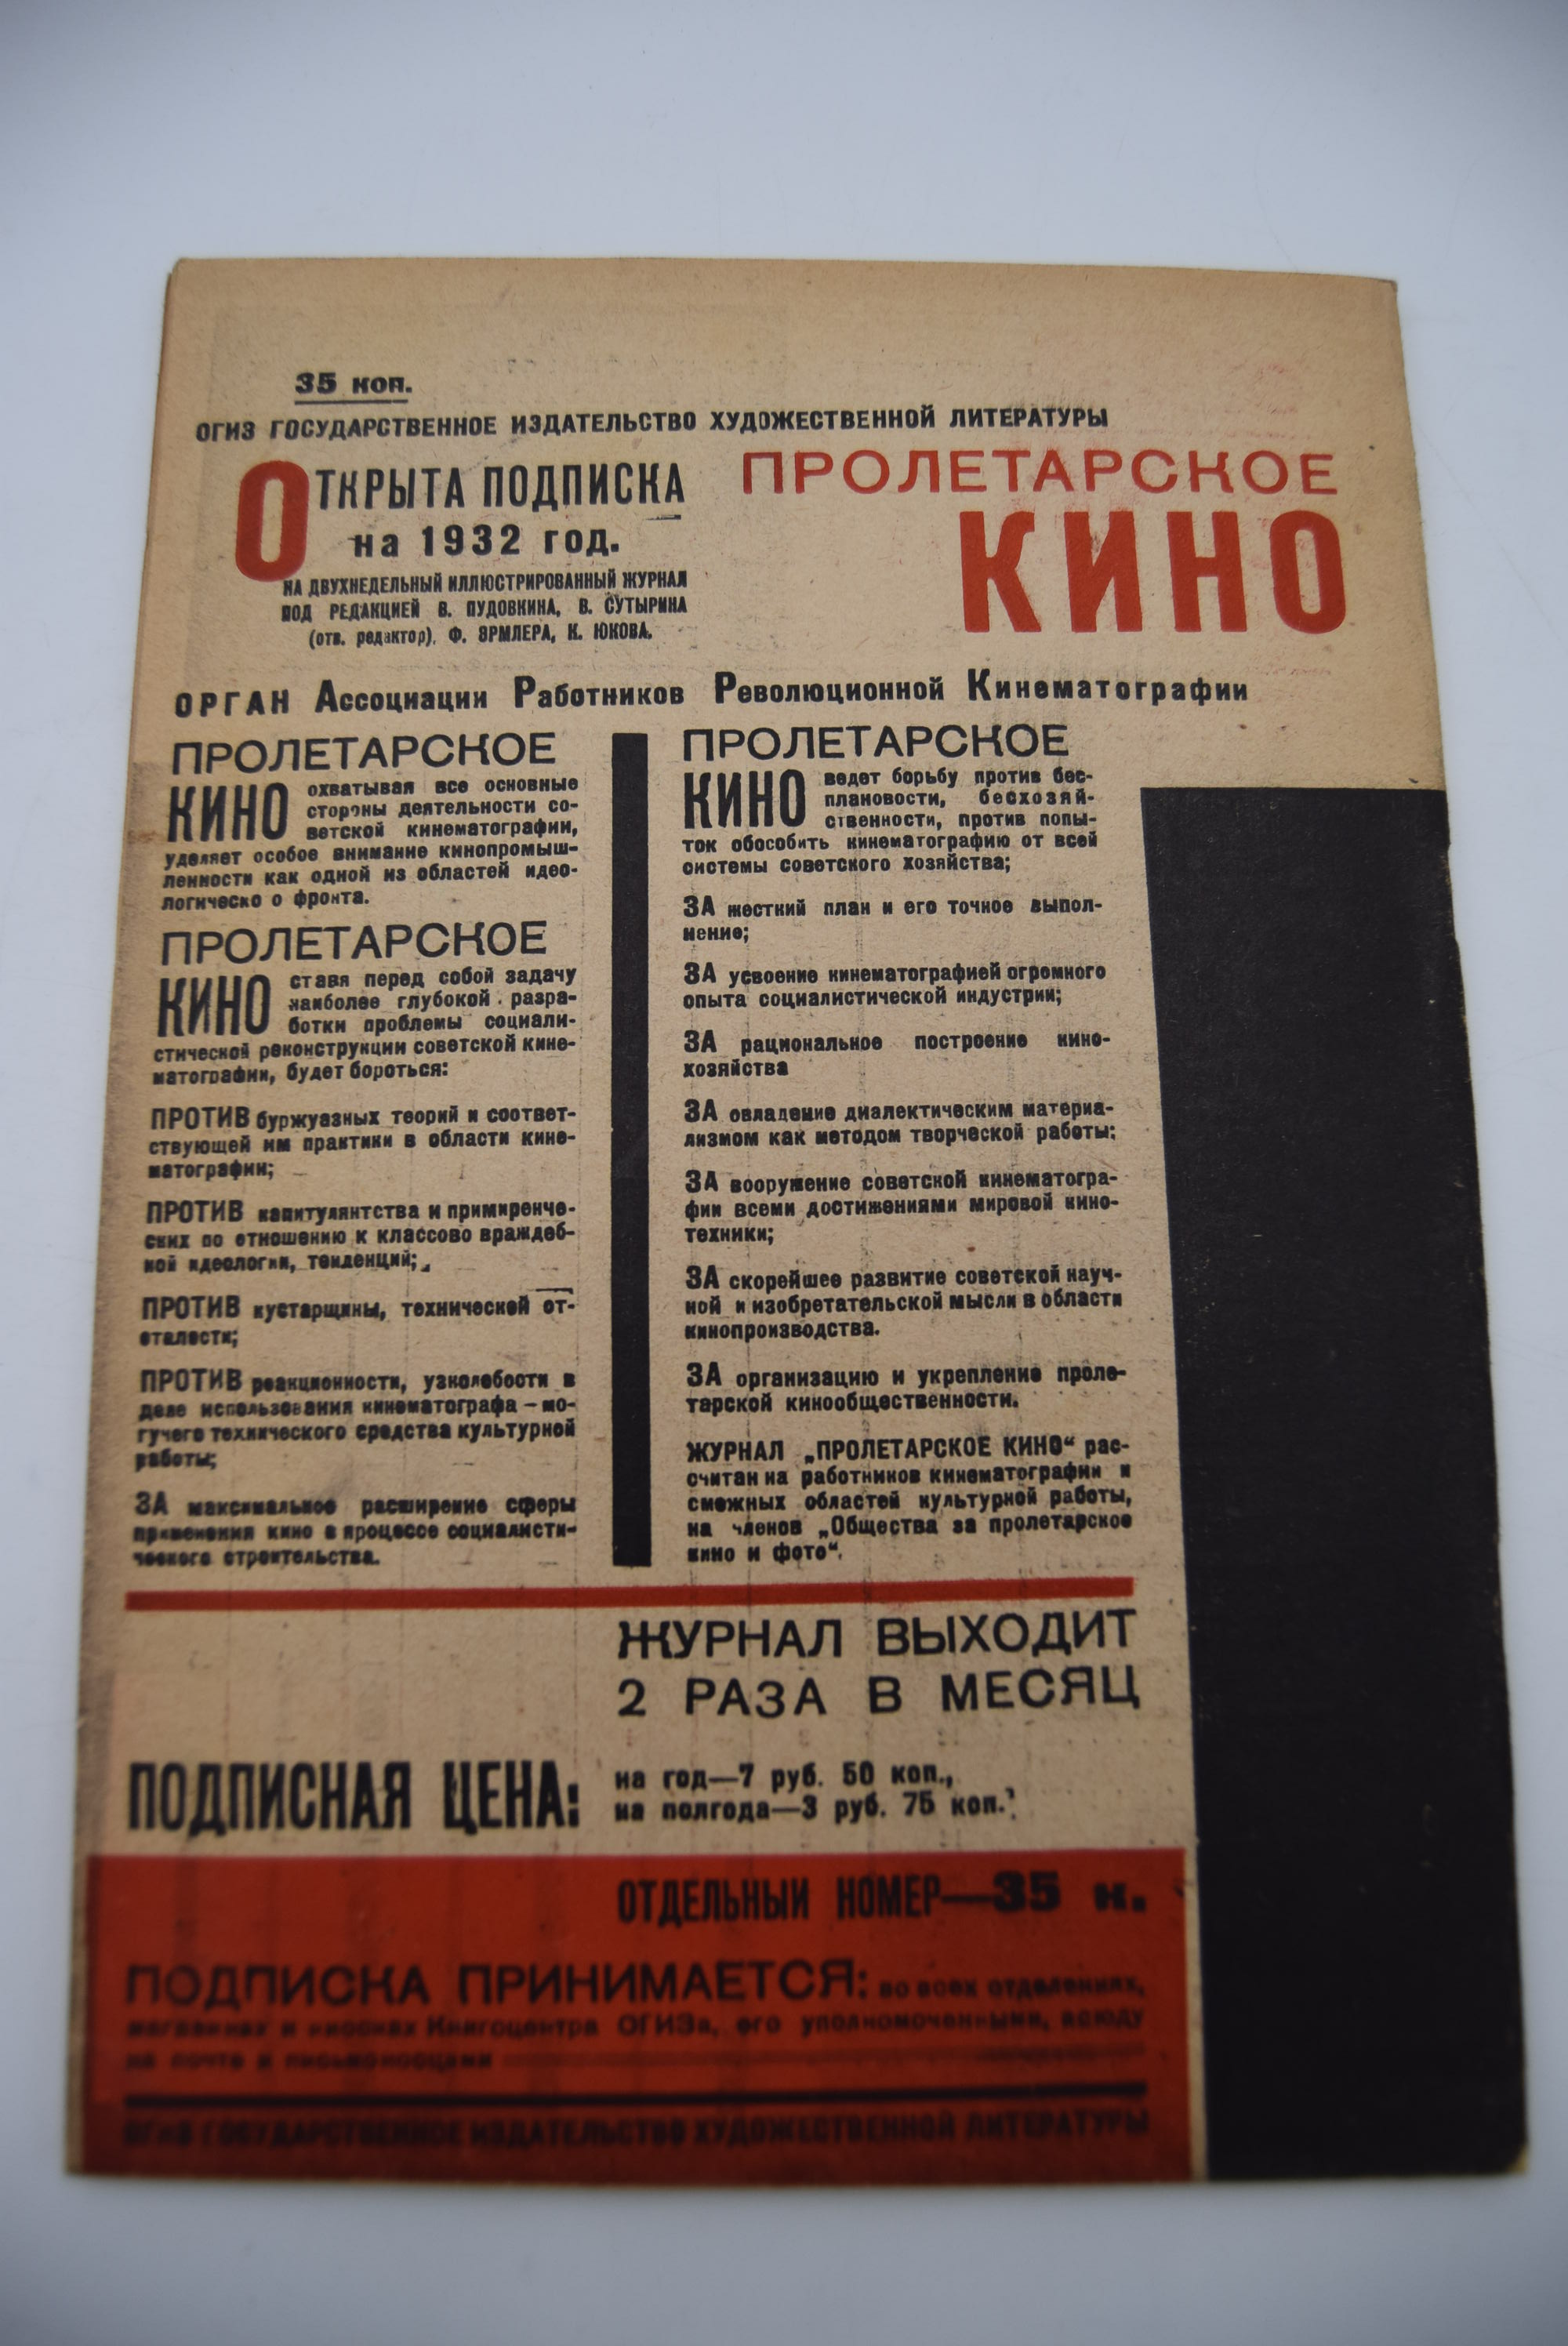 35 коп.
ОГИЗ ГОСУДАРСТВЕННОЕ ИЗДАТЕЛЬСТВО ХУДОЖЕСТВЕННОЙ ЛИТЕРАТУРЫ
ОТКРЫТА ПОДПИСКА
на 1932 год.
НА ДВУХНЕДЕЛЬНЫЙ ИЛЛЮСТРИРОВАННЫЙ ЖУРНАЛ
ПОД РЕДАКЦИЕЙ В. ПУДОВКИНА, В. СУТЫРИНА
(отв. редактор), Ф. ЭРМЛЕРА, К. ЮКОВА.
ПРОЛЕТАРСКОЕ
КИНО
ОРГАН Ассоциации Работников Революционной Кинематографии
ПРОЛЕТАРСКОЕ
КИНО охватывая все основные
стороны деятельности со-
ветской кинематографии,
уделяет особое внимание кинопромыш-
ленности как одной из областей идео-
логическо о фронта.
ПРОЛЕТАРСКОЕ
КИНО ставя перед собой задачу
наиболее глубокой разра-
ботки проблемы социали-
стической реконструкции советской кине-
матографии, будет бороться:
ПРОТИВ буржуазных теорий и соответ-
ствующей им практики в области кине-
матографии;
ПРОТИВ капитулянтства и примиренче-
ских по отношению к классово враждеб-
ной идеологии, тенденций;
ПРОТИВ кустарщины, технической от-
сталости;
ПРОТИВ реакционности, узколобости в
деле использования кинематографа — мо-
гучего технического средства культурной
работы;
ЗА максимальное расширение сферы
применения кино в процессе социалисти-
ческого строительства.
ПРОЛЕТАРСКОЕ
КИНО ведет борьбу против бес-
плановости, бесхозяй-
ственности, против попы-
ток обособить кинематографию от всей
системы советского хозяйства;
ЗА жесткий план и его точное выпол-
нение;
ЗА усвоение кинематографией огромного
опыта социалистической индустрии;
ЗА рациональное построение кино-
хозяйства
ЗА овладение диалектическим материа-
лизмом как методом творческой работы;
ЗА вооружение советской кинематогра-
фии всеми достижениями мировой кино-
техники;
ЗА скорейшее развитие советской науч-
ной и изобретательской мысли в области
кинопроизводства.
ЗА организацию и укрепление проле-
тарской кинообщественности.
ЖУРНАЛ „ПРОЛЕТАРСКОЕ КИНО“ рас-
считан на работников кинематографии и
смежных областей культурной работы,
на членов „Общества за пролетарское
кино и фото“.
ЖУРНАЛ ВЫХОДИТ
2 РАЗА В МЕСЯЦ
ПОДПИСНАЯ ЦЕНА:
на год—7 руб. 50 коп.,
на полгода—3 руб. 75 коп.
ОТДЕЛЬНЫЙ НОМЕР—35 к.
ПОДПИСКА ПРИНИМАЕТСЯ: во всех отделениях,
магазинах и киосках Книгоцентра ОГИЗа, его уполномоченными, всюду
на почте и письмоносцами
ОГИЗ ГОСУДАРСТВЕННОЕ ИЗДАТЕЛЬСТВО ХУДОЖЕСТВЕННОЙ ЛИТЕРАТУРЫ